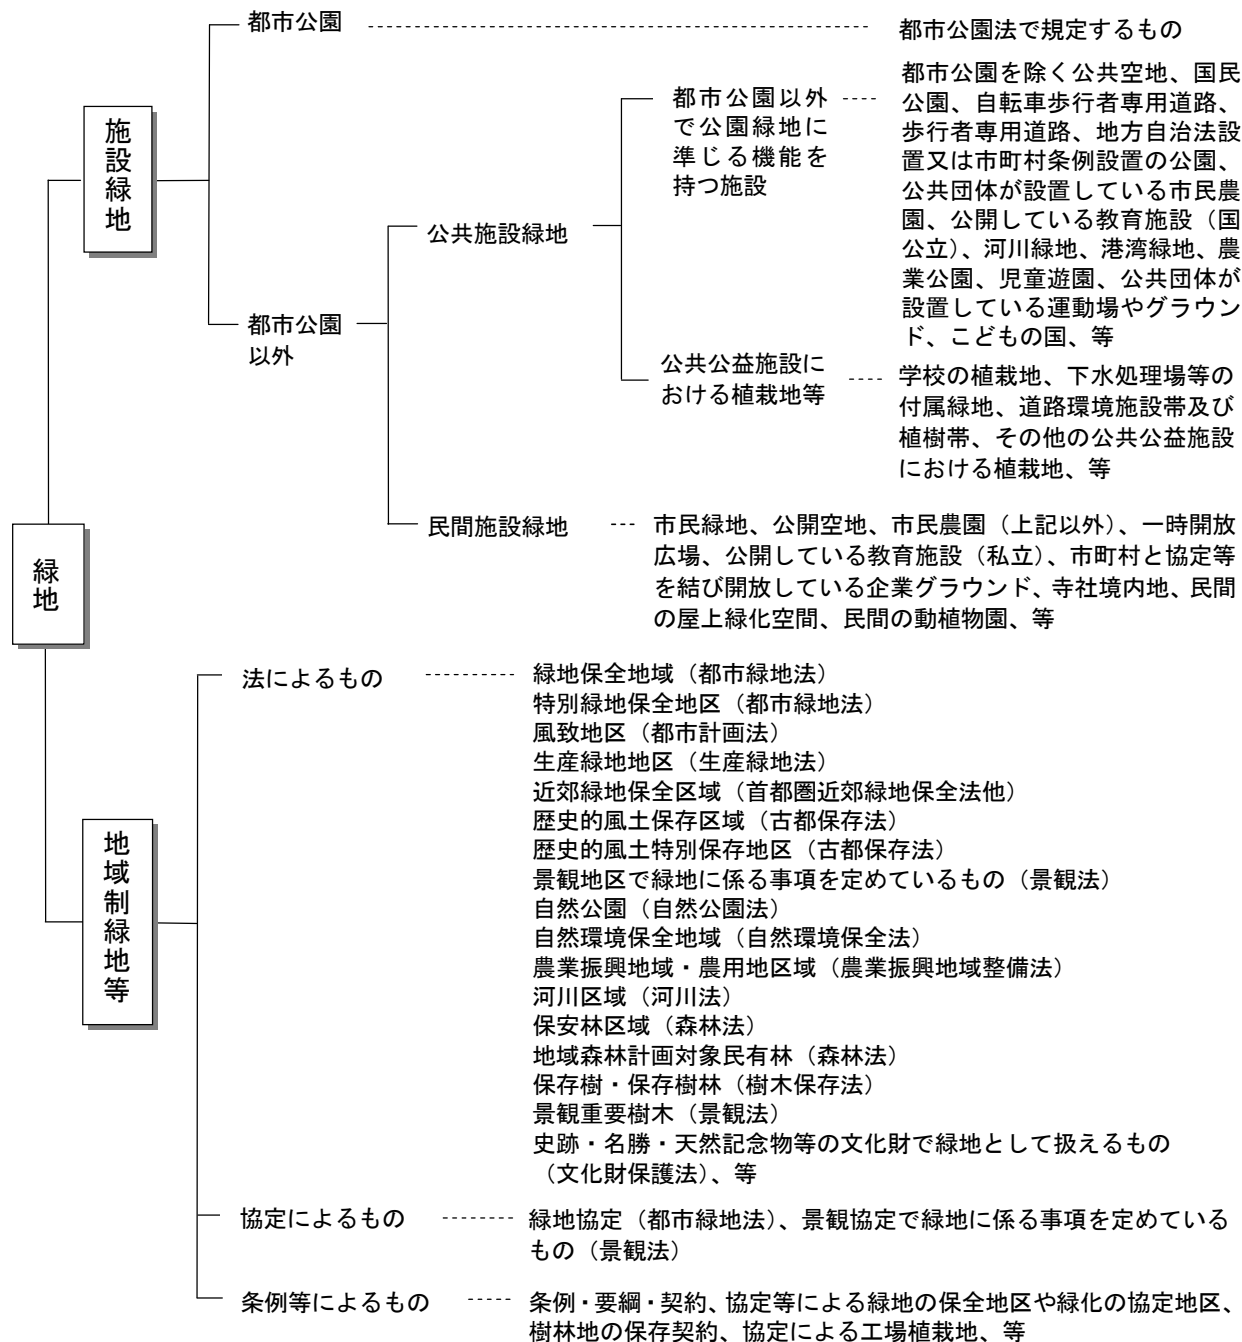 都市公園
都市公園法で規定するもの
施設緑地
都市公園以外
で公園緑地に
準じる機能を
持つ施設
都市公園を除く公共空地、国民
公園、自転車歩行者専用道路、
歩行者専用道路、地方自治法設
置又は市町村条例設置の公園、
公共団体が設置している市民農
園、公開している教育施設（国
公立）、河川緑地、港湾緑地、農
業公園、児童遊園、公共団体が
設置している運動場やグラウン
ド、こどもの国、等
公共施設緑地
都市公園
以外
公共公益施設に
おける植栽地等
学校の植栽地、下水処理場等の
付属緑地、道路環境施設帯及び
植樹帯、その他の公共公益施設
における植栽地、等
民間施設緑地
市民緑地、公開空地、市民農園（上記以外）、一時開放
広場、公開している教育施設（私立）、市町村と協定等
を結び開放している企業グラウンド、寺社境内地、民間
の屋上緑化空間、民間の動植物園、等
緑地
法によるもの
緑地保全地域（都市緑地法）
特別緑地保全地区（都市緑地法）
風致地区（都市計画法）
生産緑地地区（生産緑地法）
近郊緑地保全区域（首都圏近郊緑地保全法他）
歴史的風土保存区域（古都保存法）
歴史的風土特別保存地区（古都保存法）
景観地区で緑地に係る事項を定めているもの（景観法）
自然公園（自然公園法）
自然環境保全地域（自然環境保全法）
農業振興地域・農用地区域（農業振興地域整備法）
河川区域（河川法）
保安林区域（森林法）
地域森林計画対象民有林（森林法）
保存樹・保存樹林（樹木保存法）
景観重要樹木（景観法）
史跡・名勝・天然記念物等の文化財で緑地として扱えるもの
（文化財保護法）、等
地域制緑地等
協定によるもの
緑地協定（都市緑地法）、景観協定で緑地に係る事項を定めている
もの（景観法）
条例等によるもの
条例・要綱・契約、協定等による緑地の保全地区や緑化の協定地区、
樹林地の保存契約、協定による工場植栽地、等